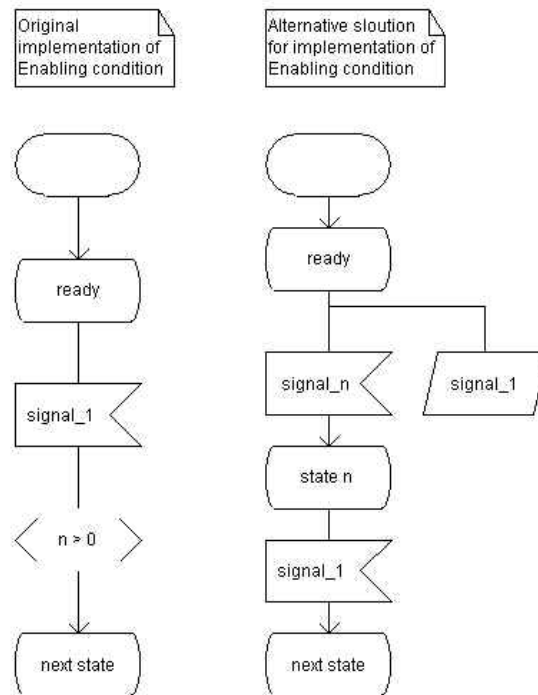 Original
implementation of
Enabling condition
Alternative sloution
for implementation of
Enabling condition
ready
signal_1
n > 0
next state
ready
signal_n
signal_1
state n
signal_1
next state